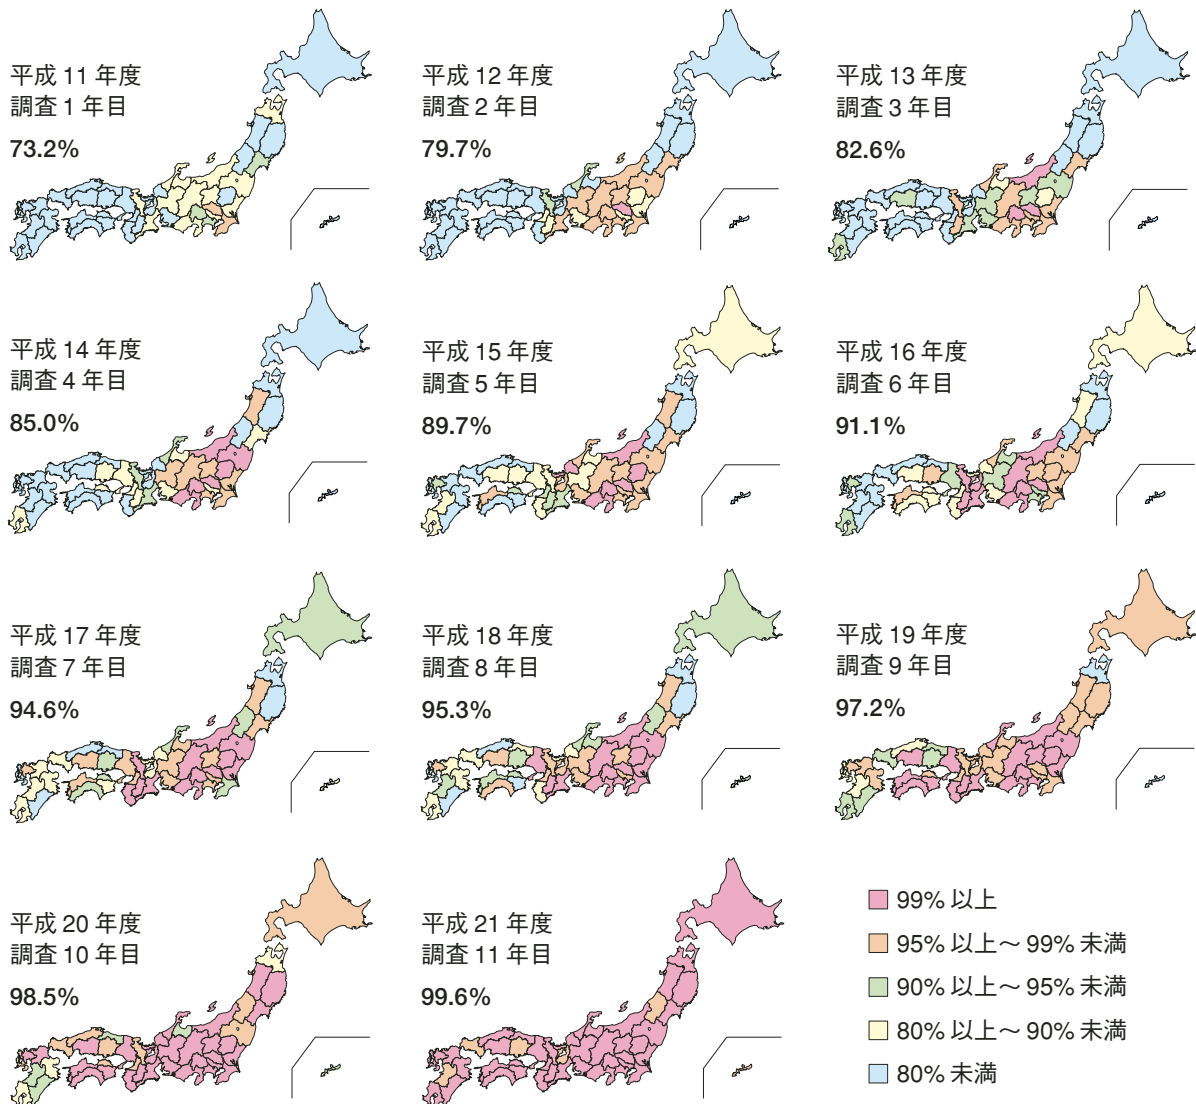 平成 11 年度
調査 1 年目
73.2%
平成 12 年度
調査 2 年目
79.7%
平成 13 年度
調査 3 年目
82.6%
平成 14 年度
調査 4 年目
85.0%
平成 15 年度
調査 5 年目
89.7%
平成 16 年度
調査 6 年目
91.1%
平成 17 年度
調査 7 年目
94.6%
平成 18 年度
調査 8 年目
95.3%
平成 19 年度
調査 9 年目
97.2%
平成 20 年度
調査 10 年目
98.5%
平成 21 年度
調査 11 年目
99.6%
99% 以上
95% 以上〜 99% 未満
90% 以上〜 95% 未満
80% 以上〜 90% 未満
80% 未満